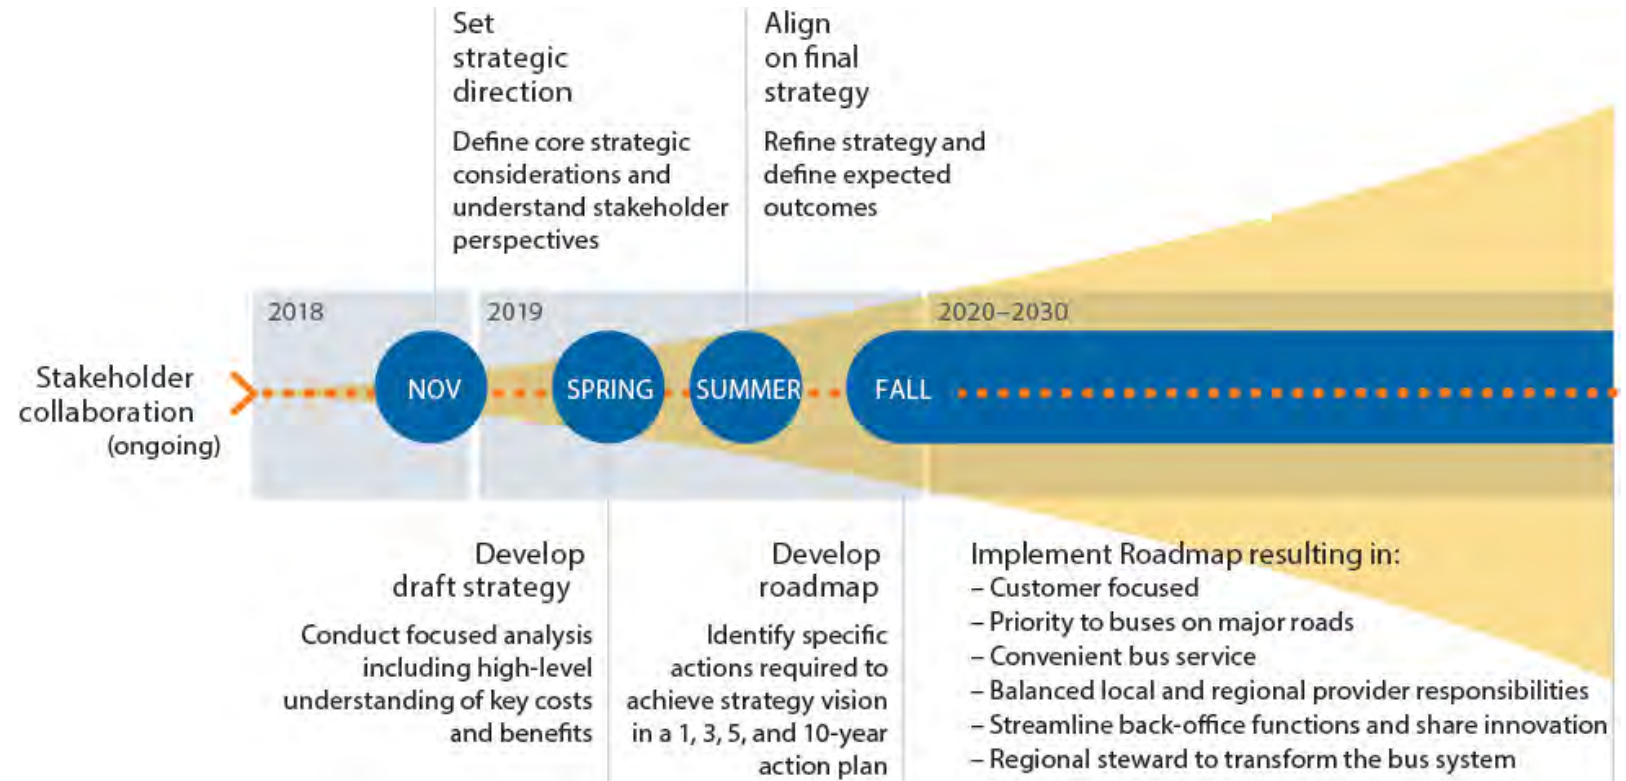 Set
strategic
direction
Define core strategic
considerations and
understand stakeholder
perspectives
Align
on final
strategy
Refine strategy and
define expected
outcomes
2018
2019
2020–2030
Stakeholder
collaboration
(ongoing)
NOV
SPRING
SUMMER
FALL
Develop
draft strategy
Conduct focused analysis
including high-level
understanding of key costs
and benefits
Develop
roadmap
Identify specific
actions required to
achieve strategy vision
in a 1, 3, 5, and 10-year
action plan
Implement Roadmap resulting in:
– Customer focused
– Priority to buses on major roads
– Convenient bus service
– Balanced local and regional provider responsibilities
– Streamline back-office functions and share innovation
– Regional steward to transform the bus system